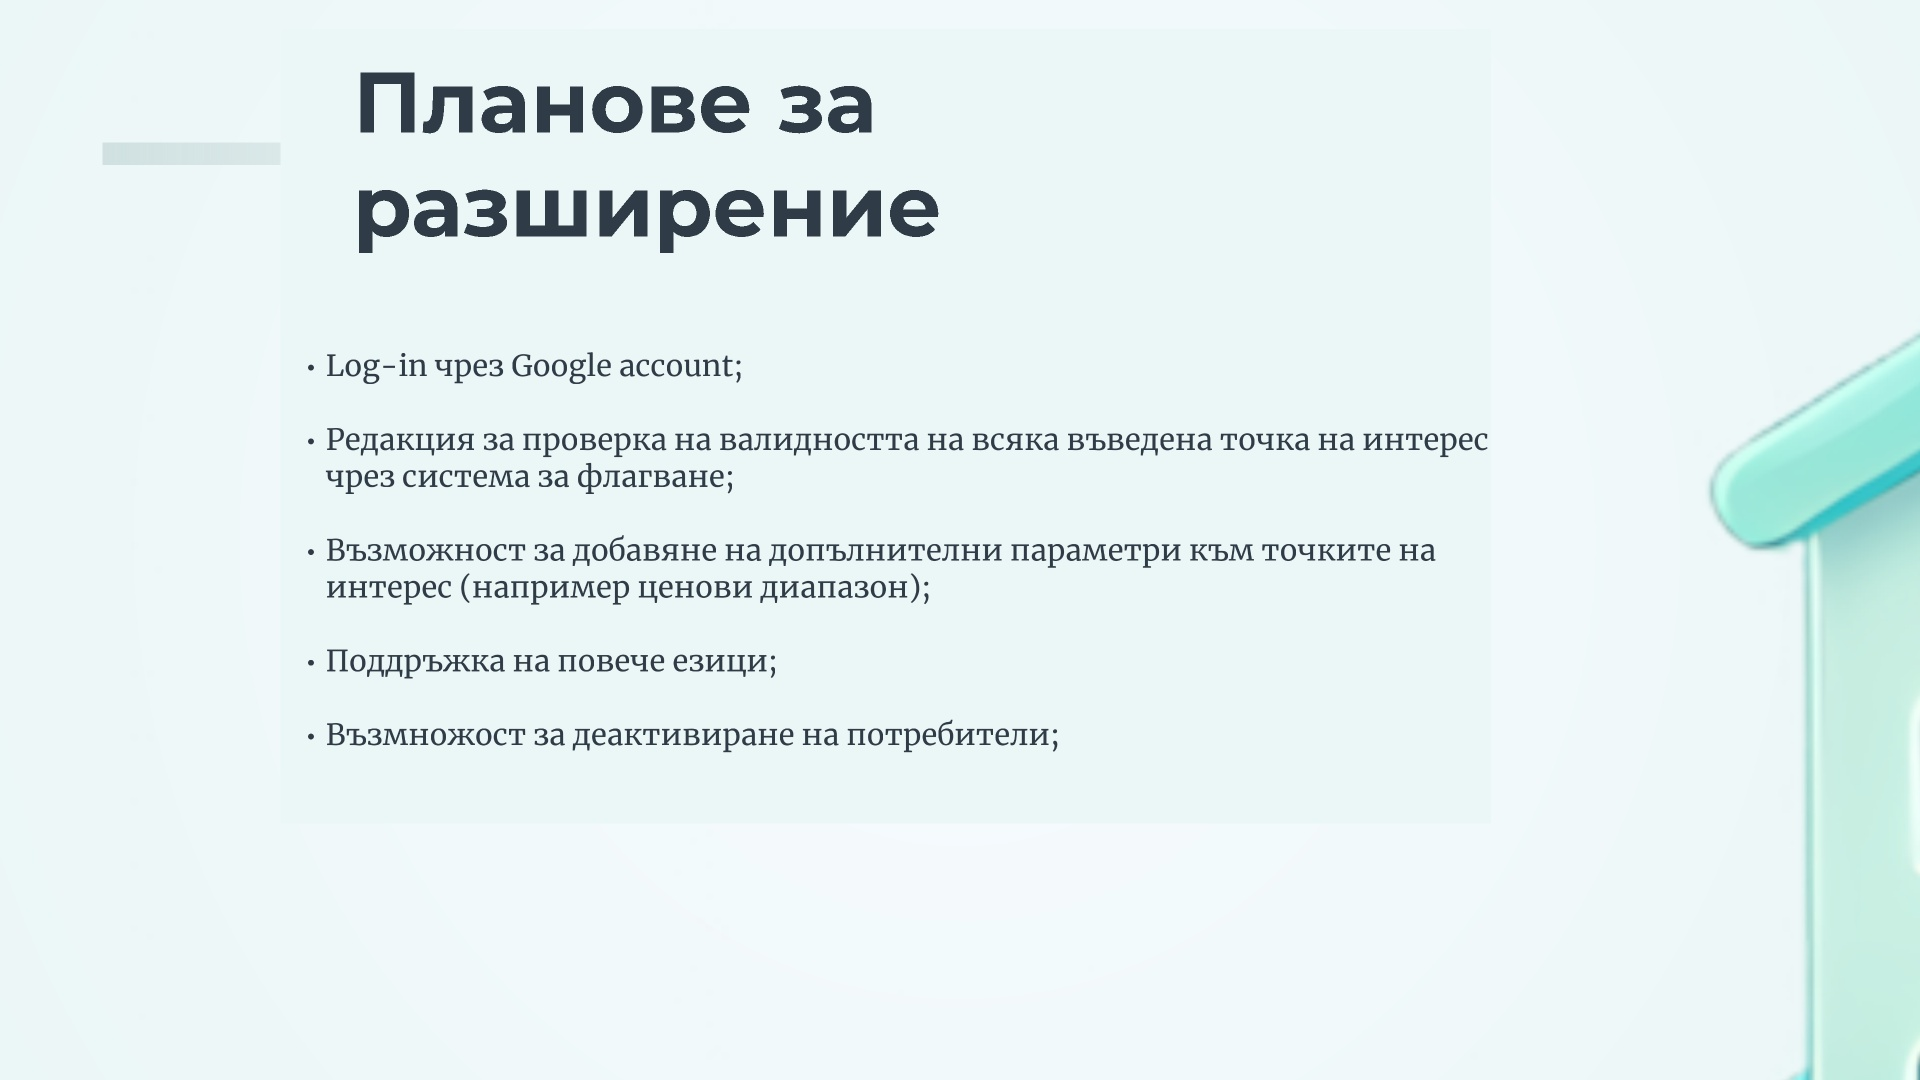 Планове за
разширение
• Log-in чрез Google account;
• Редакция за проверка на валидността на всяка въведена точка на интерес
чрез система за флагване;
• Възможност за добавяне на допълнителни параметри към точките на
интерес (например ценови диапазон);
• Поддръжка на повече езици;
• Възмножост за деактивиране на потребители;